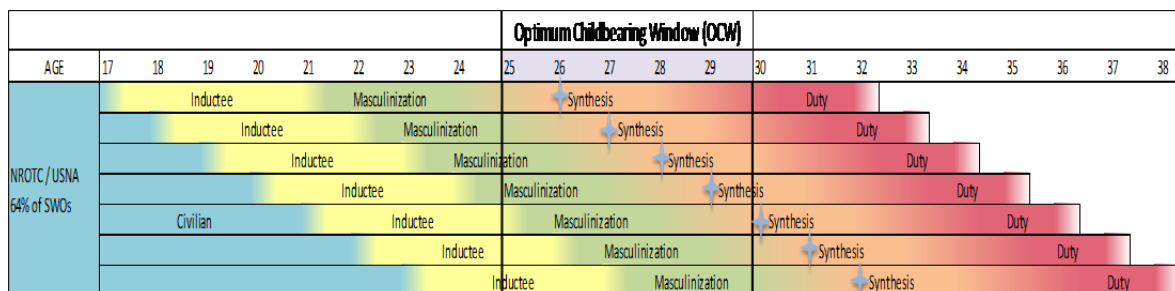 Optimum Childbearing Window (OCW)
AGE 17 18 19 20 21 22 23 24 25 26 27 28 29 30 31 32 33 34 35 36 37 38
Inductee Masculinization Synthesis Duty
Inductee Masculinization Synthesis Duty
Inductee Masculinization Synthesis Duty
NROTC / USNA
64% of SWOs
Inductee Masculinization Synthesis Duty
Civilian Inductee Masculinization Synthesis Duty
Inductee Masculinization Synthesis Duty
Inductee Masculinization Synthesis Duty